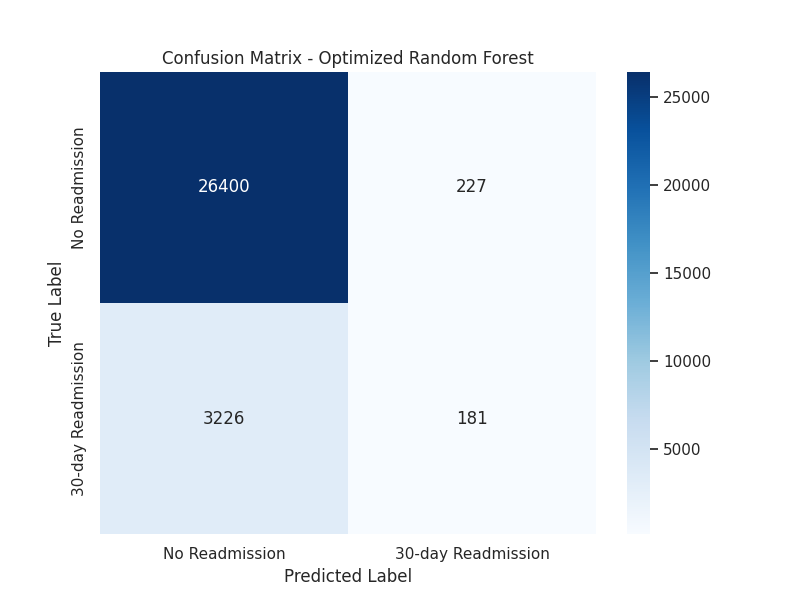 Confusion Matrix - Optimized Random Forest
True Label
No Readmission
30-day Readmission
26400
227
3226
181
No Readmission
30-day Readmission
Predicted Label
25000
20000
15000
10000
5000